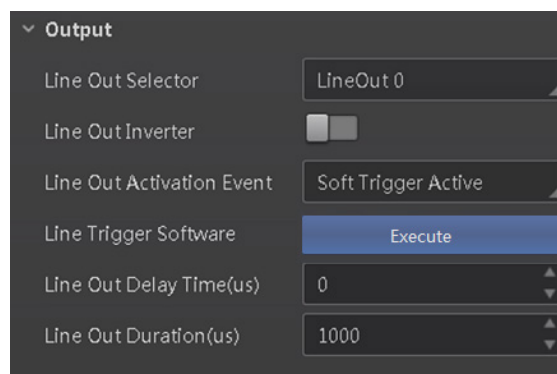 Output
Line Out Selector LineOut 0
Line Out Inverter
Line Out Activation Event Soft Trigger Active
Line Trigger Software Execute
Line Out Delay Time(us) 0
Line Out Duration(us) 1000